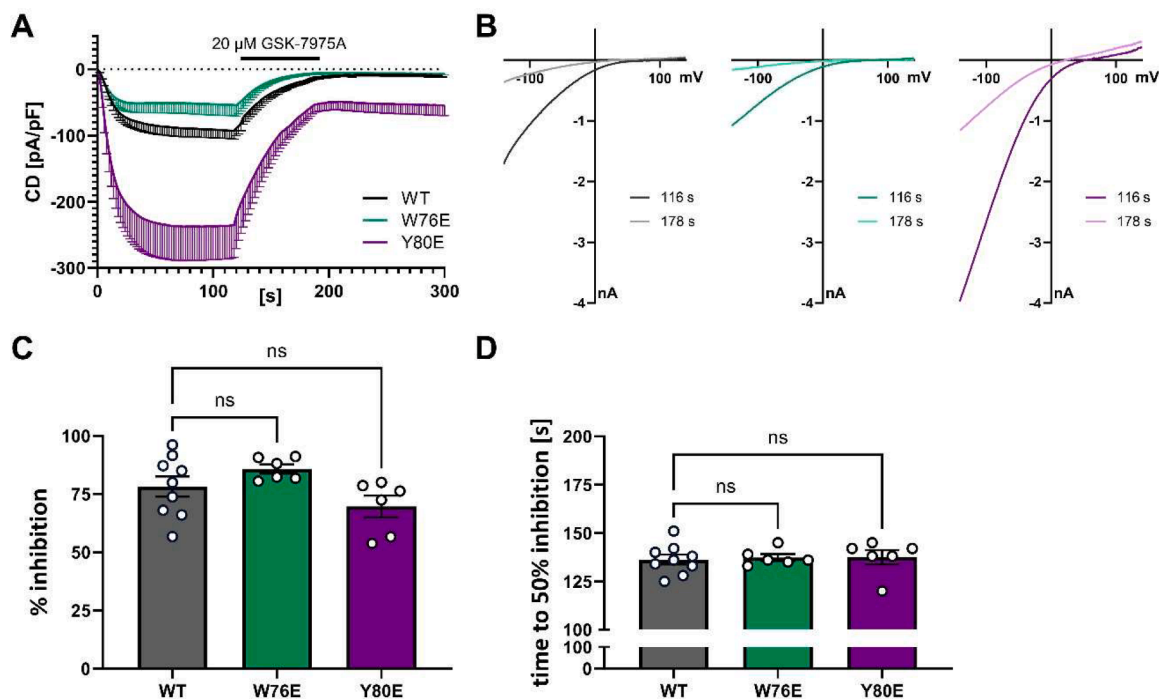 A
20 µM GSK-7975A
0
-100
-200
-300
CD [pA/pF]
WT
W76E
Y80E
0
100
200
300
[s]
B
-100
100
mV
-1
-2
-3
-4
nA
116 s
178 s
-100
100
mV
-1
-2
-3
-4
nA
116 s
178 s
-100
100
mV
-1
-2
-3
-4
nA
116 s
178 s
C
ns
ns
100
75
50
25
0
% inhibition
WT
W76E
Y80E
D
ns
ns
200
175
150
125
100
100
0
time to 50% inhibition [s]
WT
W76E
Y80E